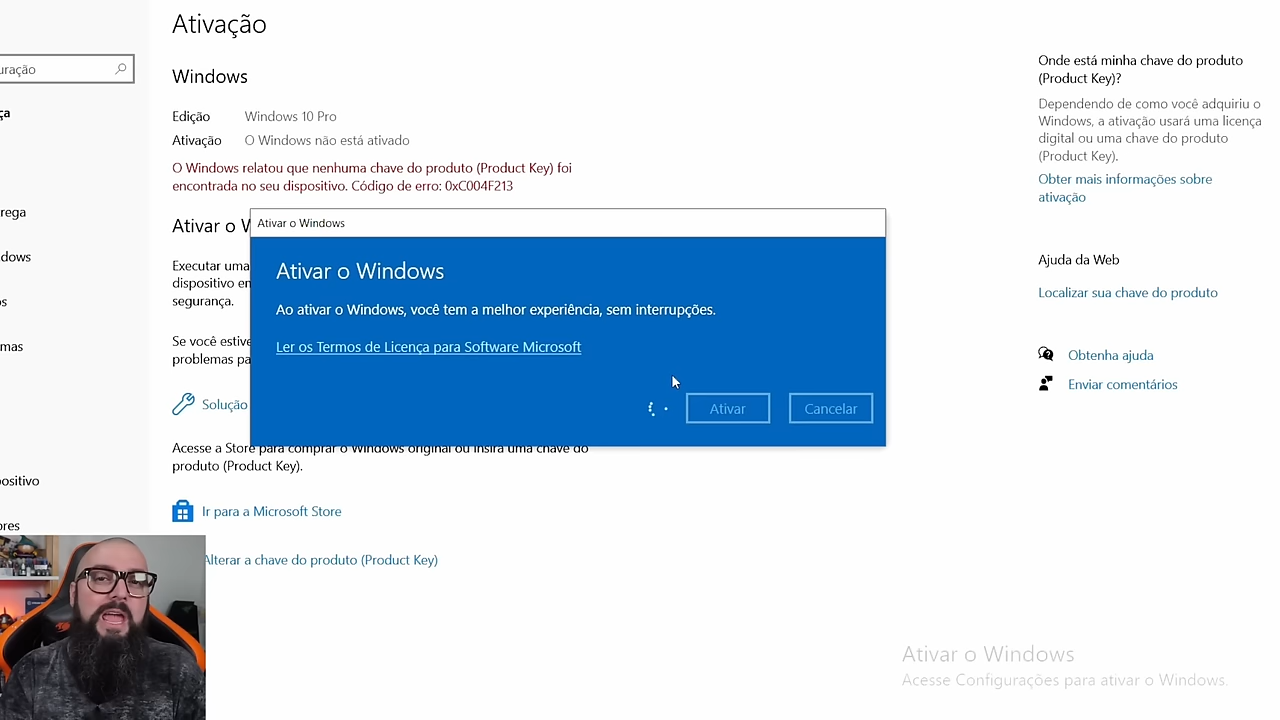 Ativação
uração
Windows
ça
Edição Windows 10 Pro
Ativação O Windows não está ativado
O Windows relatou que nenhuma chave do produto (Product Key) foi
encontrada no seu dispositivo. Código de erro: 0xC004F213
rega
dows
os
mas
ositivo
ores
Ativar o W
Executar uma
dispositivo em
segurança.
Se você estive
problemas pa
Solução
Ativar o Windows
Ativar o Windows
Ao ativar o Windows, você tem a melhor experiência, sem interrupções.
Ler os Termos de Licença para Software Microsoft
Ativar Cancelar
Acesse a Store para comprar o Windows original ou insira uma chave do
produto (Product Key).
Ir para a Microsoft Store
Alterar a chave do produto (Product Key)
Onde está minha chave do produto
(Product Key)?
Dependendo de como você adquiriu o
Windows, a ativação usará uma licença
digital ou uma chave do produto
(Product Key).
Obter mais informações sobre
ativação
Ajuda da Web
Localizar sua chave do produto
Obtenha ajuda
Enviar comentários
Ativar o Windows
Acesse Configurações para ativar o Windows.